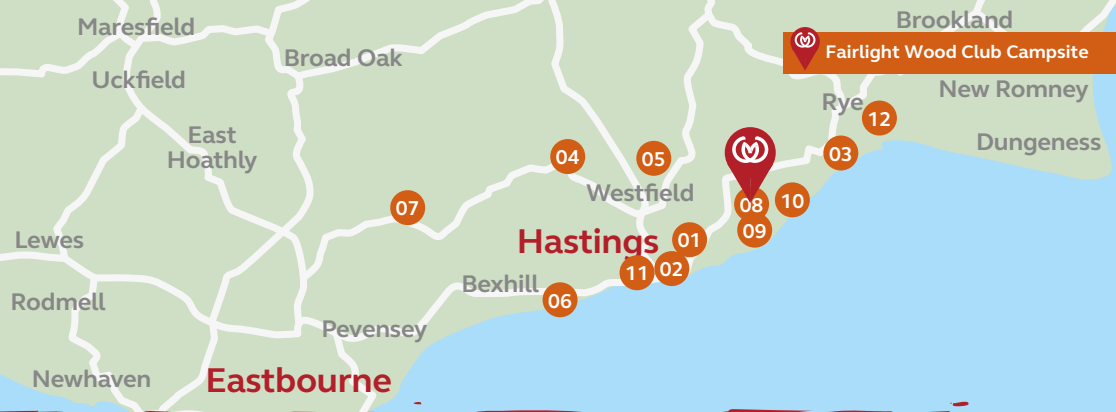 Maresfield
Brookland
Broad Oak
Fairlight Wood Club Campsite
Uckfield
New Romney
Rye
12
East
Hoathly
Dungeness
04
05
03
Westfield
07
08
10
09
Lewes
Hastings
01
11
02
Bexhill
06
Rodmell
Pevensey
Newhaven
Eastbourne